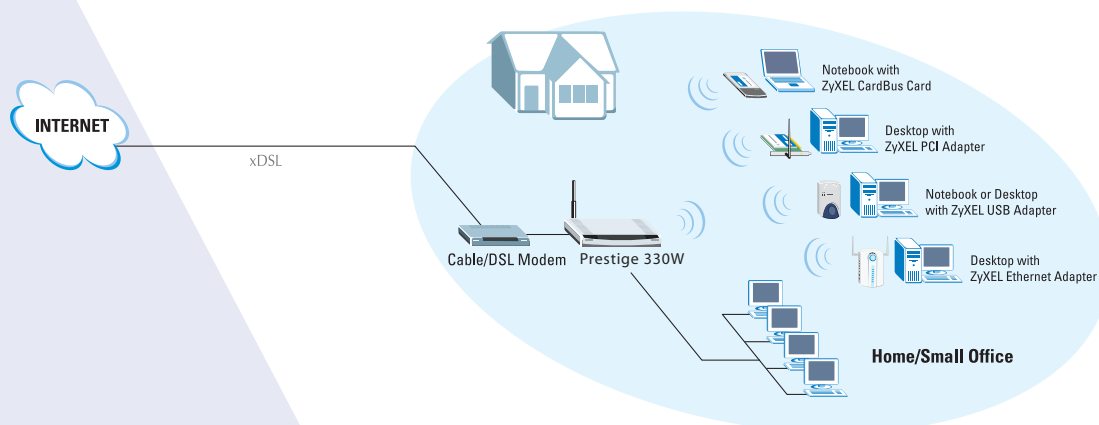 INTERNET
xDSL
Cable/DSL Modem
Prestige 330W
Notebook with
ZyXEL CardBus Card
Desktop with
ZyXEL PCI Adapter
Notebook or Desktop
with ZyXEL USB Adapter
Desktop with
ZyXEL Ethernet Adapter
Home/Small Office